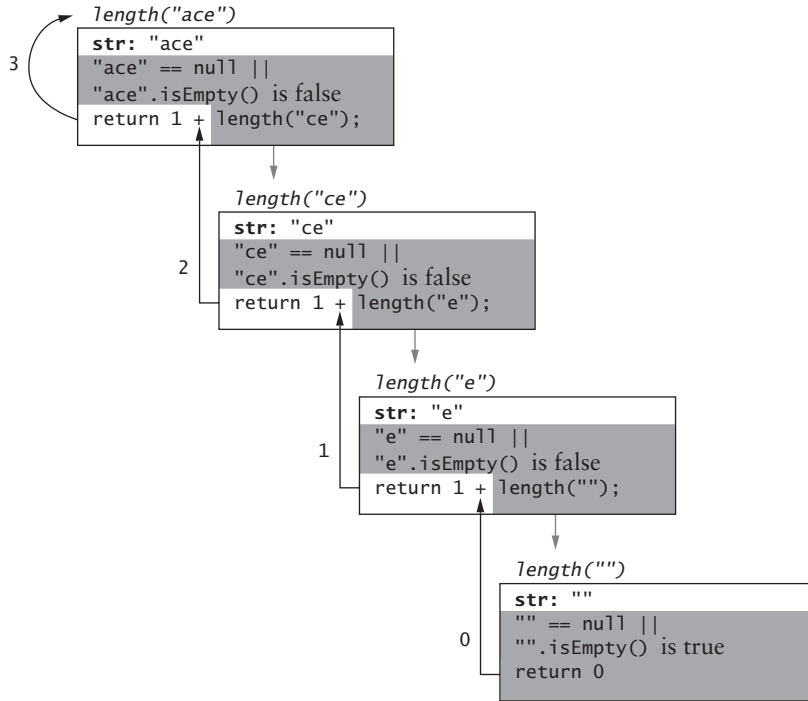 length("ace")
str: "ace"
"ace" == null ||
"ace".isEmpty() is false
return 1 + length("ce");
3
length("ce")
str: "ce"
"ce" == null ||
"ce".isEmpty() is false
return 1 + length("e");
2
length("e")
str: "e"
"e" == null ||
"e".isEmpty() is false
return 1 + length("");
1
length("")
str: ""
"" == null ||
"".isEmpty() is true
return 0
0